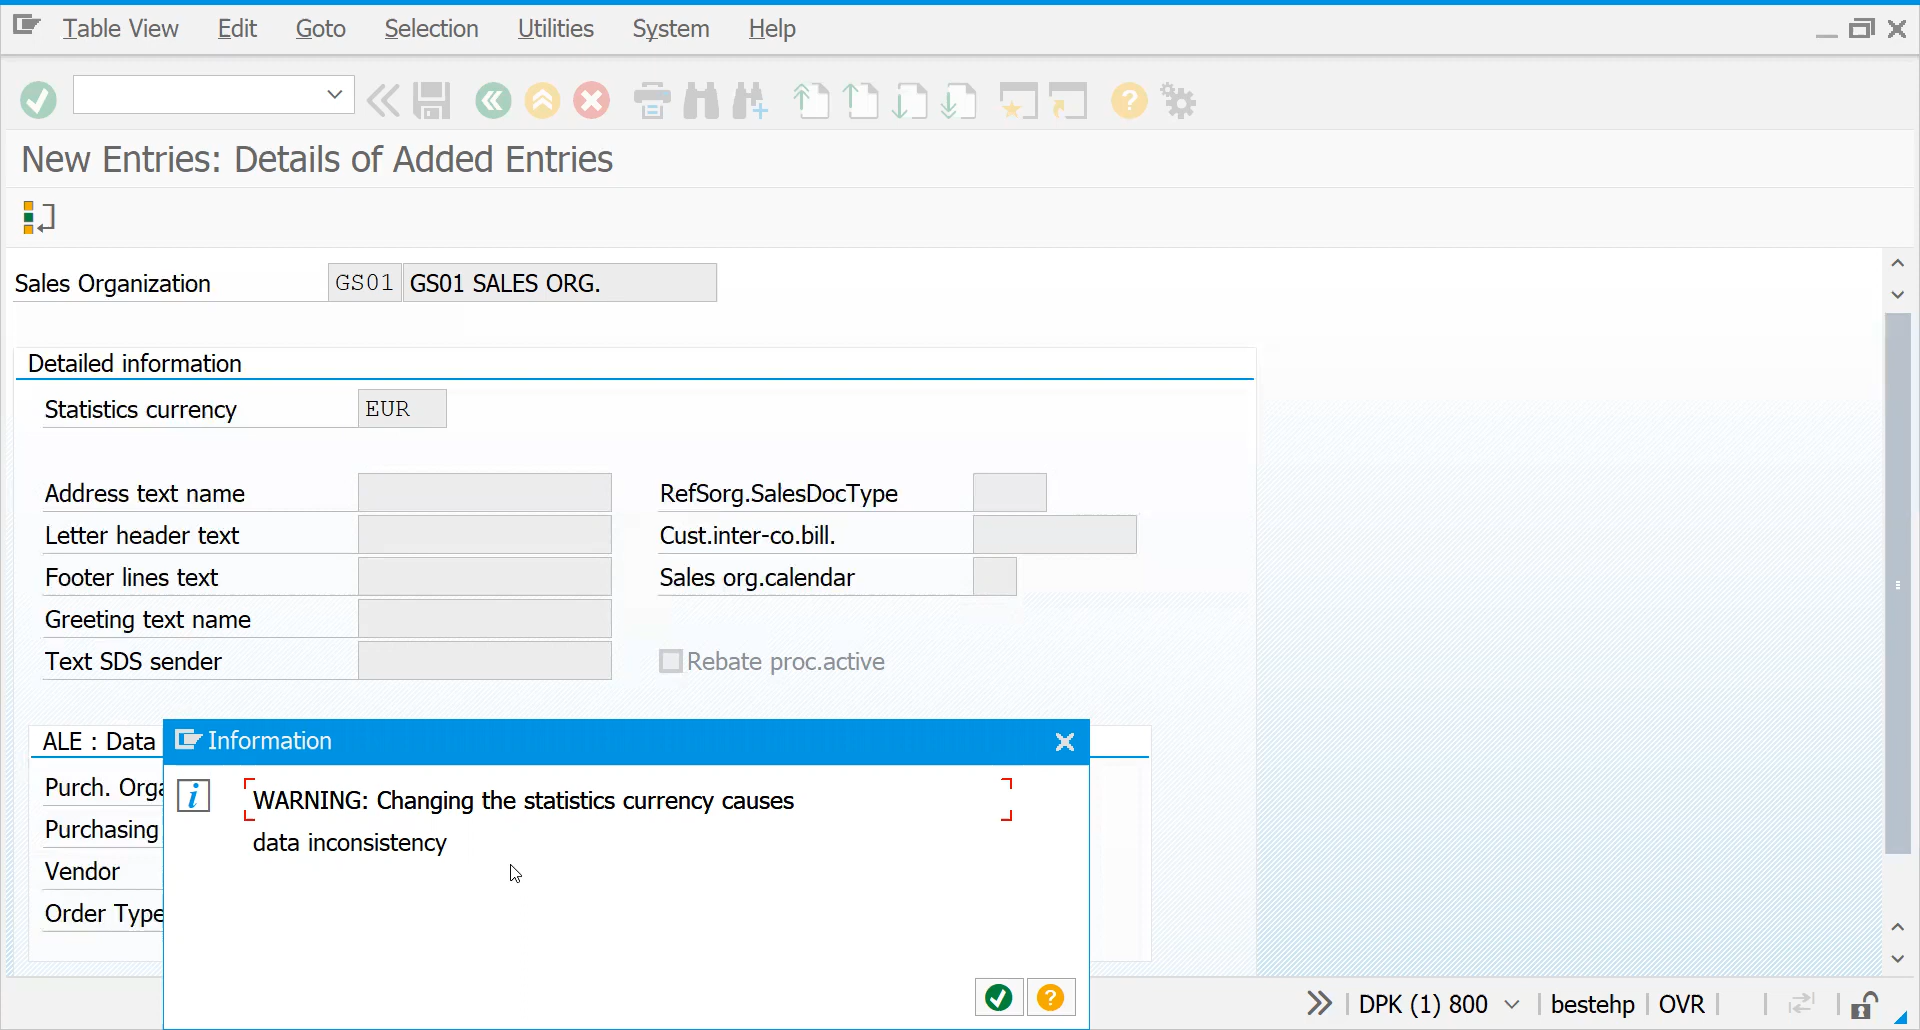 Table View Edit Goto Selection Utilities System Help
New Entries: Details of Added Entries
Sales Organization GS01 GS01 SALES ORG.
Detailed information
Statistics currency EUR
Address text name RefSorg.SalesDocType
Letter header text Cust.inter-co.bill.
Footer lines text Sales org.calendar
Greeting text name
Text SDS sender Rebate proc.active
ALE : Data
Purch. Orga
Purchasing
Vendor
Order Type
Information
WARNING: Changing the statistics currency causes
data inconsistency
DPK (1) 800 bestehp OVR